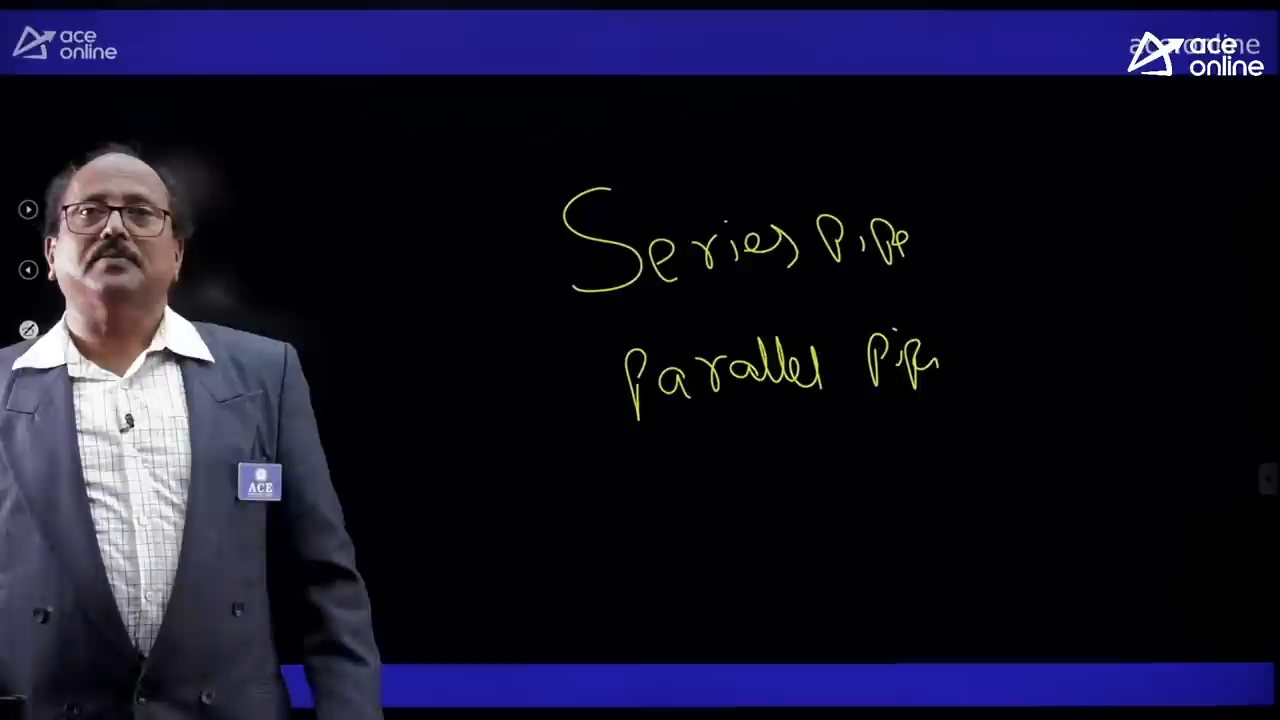 ace
online
ace
online
Series pipe
parallel pipe
ACE